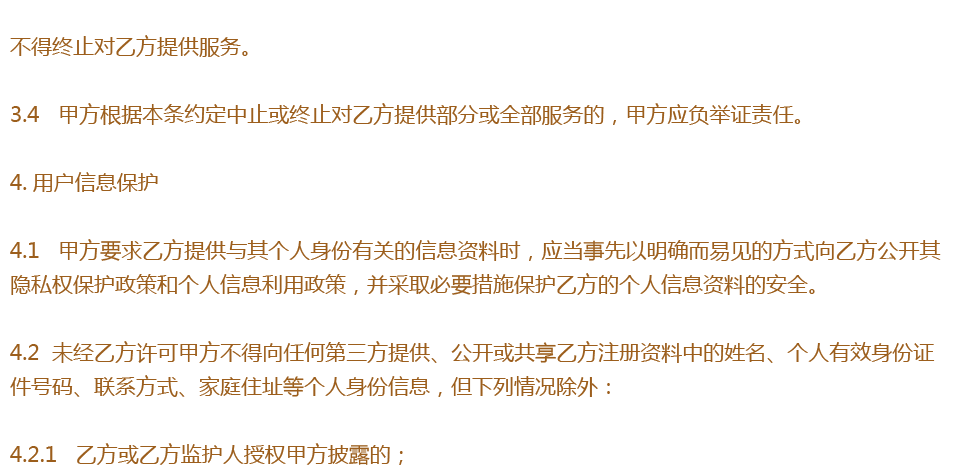 不得终止对乙方提供服务。
3.4 甲方根据本条约定中止或终止对乙方提供部分或全部服务的，甲方应负举证责任。
4. 用户信息保护
4.1 甲方要求乙方提供与其个人身份有关的信息资料时，应当事先以明确而易见的方式向乙方公开其
隐私权保护政策和个人信息利用政策，并采取必要措施保护乙方的个人信息资料的安全。
4.2 未经乙方许可甲方不得向任何第三方提供、公开或共享乙方注册资料中的姓名、个人有效身份证
件号码、联系方式、家庭住址等个人身份信息，但下列情况除外：
4.2.1 乙方或乙方监护人授权甲方披露的；